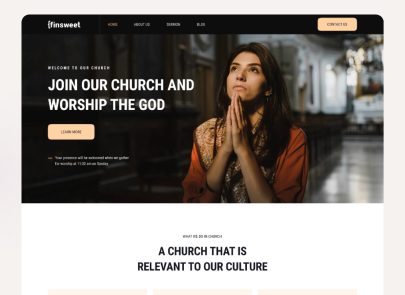 finsweet
HOME
ABOUT US
SERMON
BLOG
CONTACT US
WELCOME TO OUR CHURCH
JOIN OUR CHURCH AND
WORSHIP THE GOD
LEARN MORE
Your presence will be welcomed when we gather
for worship at 11:00 am on Sunday
WHAT WE DO IN CHURCH
A CHURCH THAT IS
RELEVANT TO OUR CULTURE